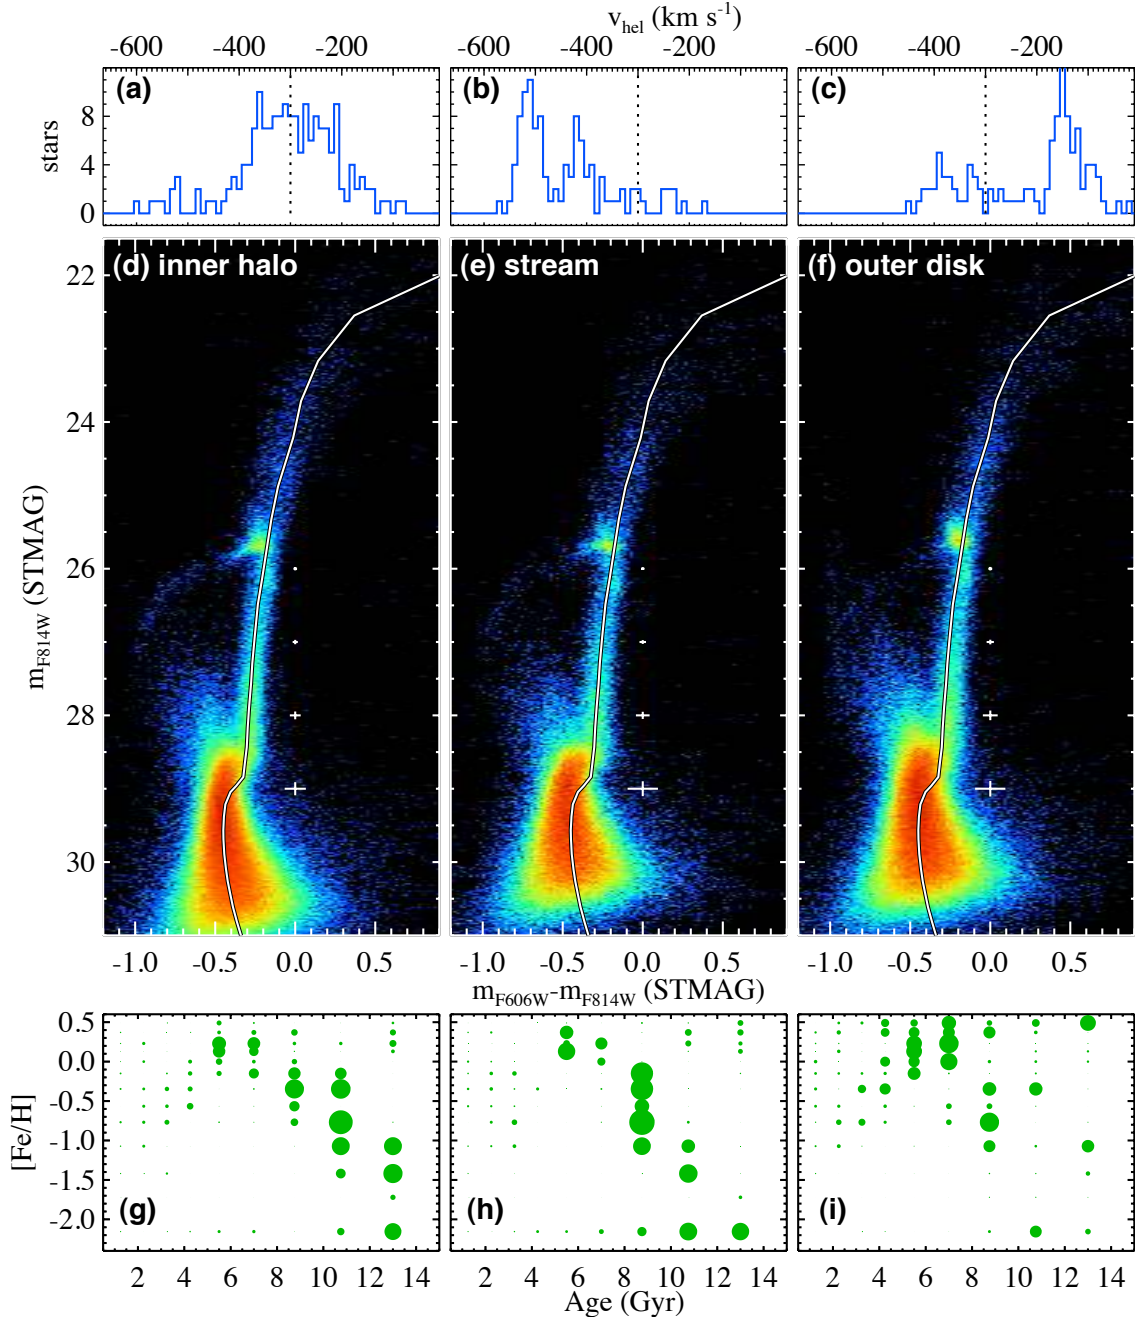 v_hel (km s⁻¹)
-600 -400 -200 -600 -400 -200 -600 -400 -200
(a) (b) (c)
stars
8
4
0
(d) inner halo (e) stream (f) outer disk
22
24
26
28
30
m_F814W (STMAG)
-1.0 -0.5 0.0 0.5 -1.0 -0.5 0.0 0.5 -1.0 -0.5 0.0 0.5
m_F606W-m_F814W (STMAG)
0.5
0.0
-0.5
-1.0
-1.5
-2.0
[Fe/H]
(g) (h) (i)
2 4 6 8 10 12 14 2 4 6 8 10 12 14 2 4 6 8 10 12 14
Age (Gyr)